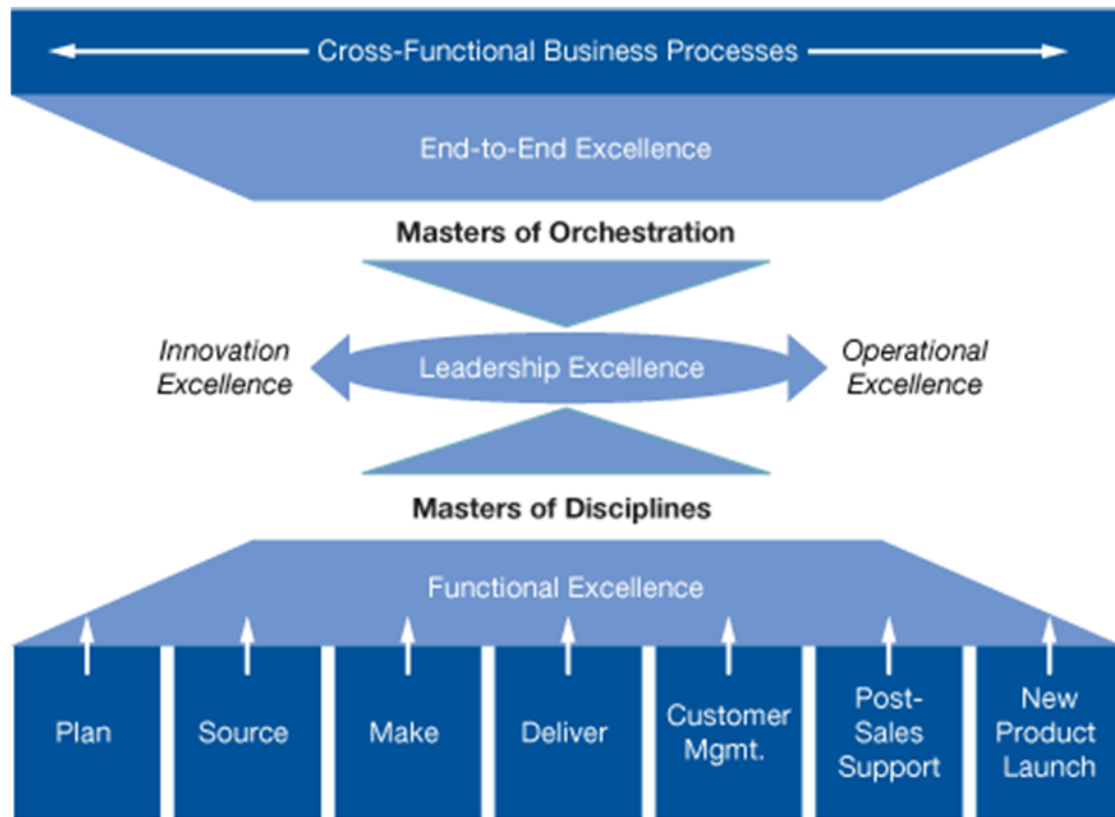 Cross-Functional Business Processes
End-to-End Excellence
Masters of Orchestration
Innovation
Excellence
Leadership Excellence
Operational
Excellence
Masters of Disciplines
Functional Excellence
Plan
Source
Make
Deliver
Customer
Mgmt.
Post-
Sales
Support
New
Product
Launch